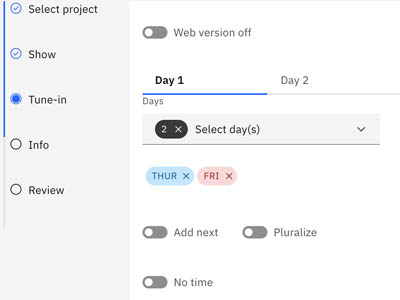 Select project
Show
Tune-in
Info
Review
Web version off
Day 1
Day 2
Days
2 Select day(s)
THUR FRI
Add next
Pluralize
No time